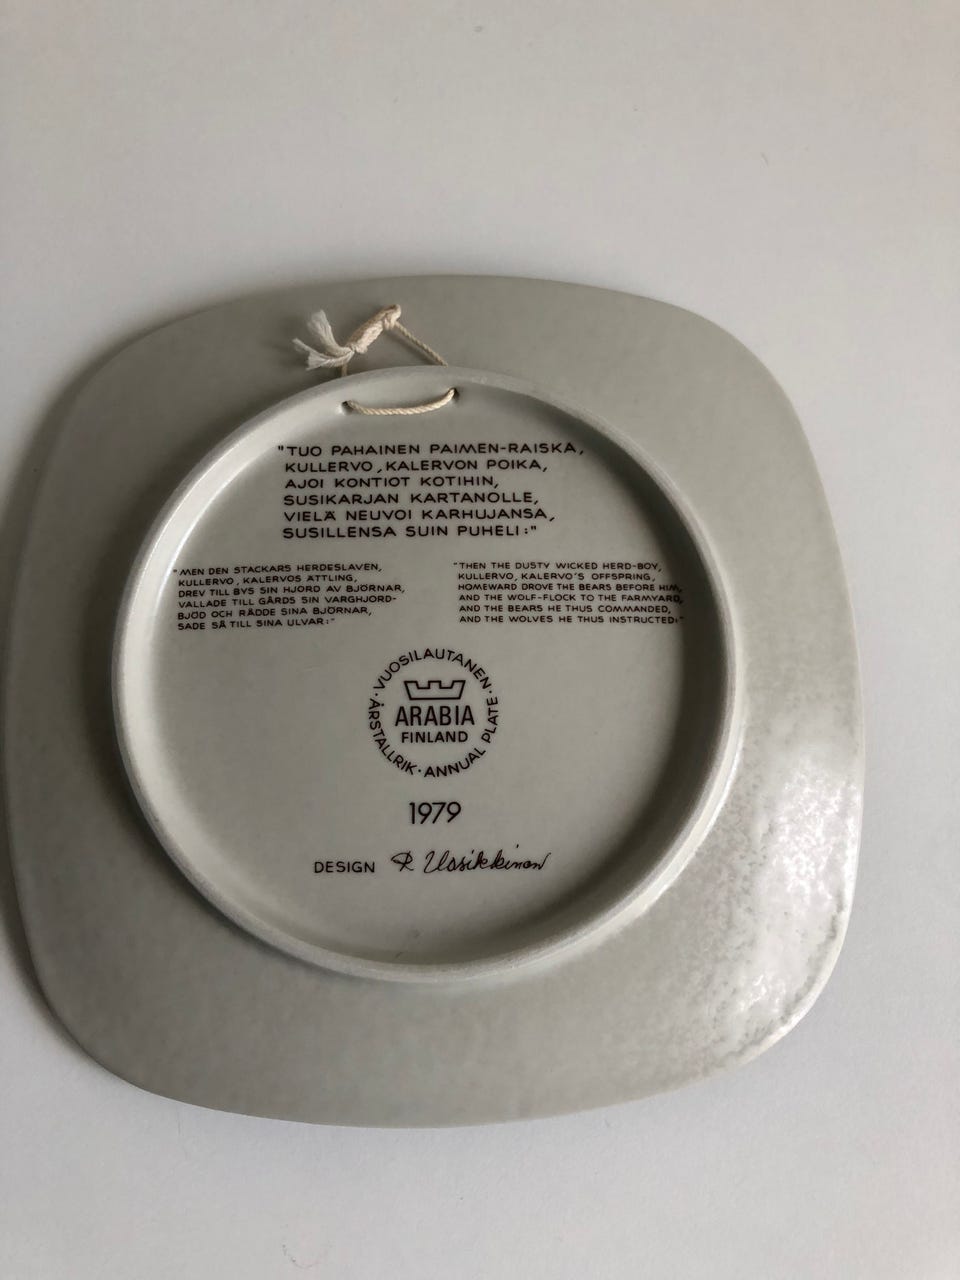 "TUO PAHAINEN PAIMEN-RAISKA,
KULLERVO, KALERVON POIKA,
AJOI KONTIOT KOTIHIN,
SUSIKARJAN KARTANOLLE,
VIELÄ NEUVOI KARHUJANSA,
SUSILLENSA SUIN PUHELI:"
"MEN DEN STACKARS HERDESLAVEN,
KULLERVO, KALERVOS ÄTTLING,
DREV TILL BYS SIN HJORD AV BJÖRNAR,
VALLADE TILL GÅRDS SIN VARGHJORD-
BJÖD OCH RÅDDE SINA BJÖRNAR,
SADE SÅ TILL SINA ULVAR:"
"THEN THE DUSTY WICKED HERD-BOY,
KULLERVO, KALERVO'S OFFSPRING,
HOMEWARD DROVE THE BEARS BEFORE HIM,
AND THE WOLF-FLOCK TO THE FARMYARD,
AND THE BEARS HE THUS COMMANDED,
AND THE WOLVES HE THUS INSTRUCTED:"
· VUOSILAUTANEN · ANNUAL PLATE · ÅRSTALLRIK
ARABIA
FINLAND
1979
DESIGN R Uosikkinen